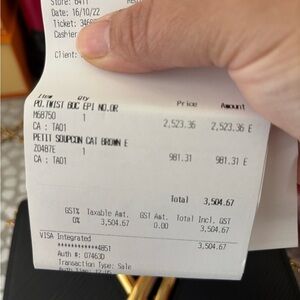 Store: 6411
Date: 16/10/22
Ticket:
Cashier
Client:
Item Qty Price Amount
PO.TWIST BOC EPI NO.OR
M68750 1 2,523.36 2,523.36 E
CA : TA01
PETIT SOUPCON CAT BROWN E
Z0487E 1 981.31 981.31 E
CA : TA01
Total 3,504.67
GST% Taxable Amt. GST Amt. Total Incl. GST
0% 3,504.67 0.00 3,504.67
VISA Integrated 3,504.67
************4851
Auth #: 07463D
Transaction Type: Sale